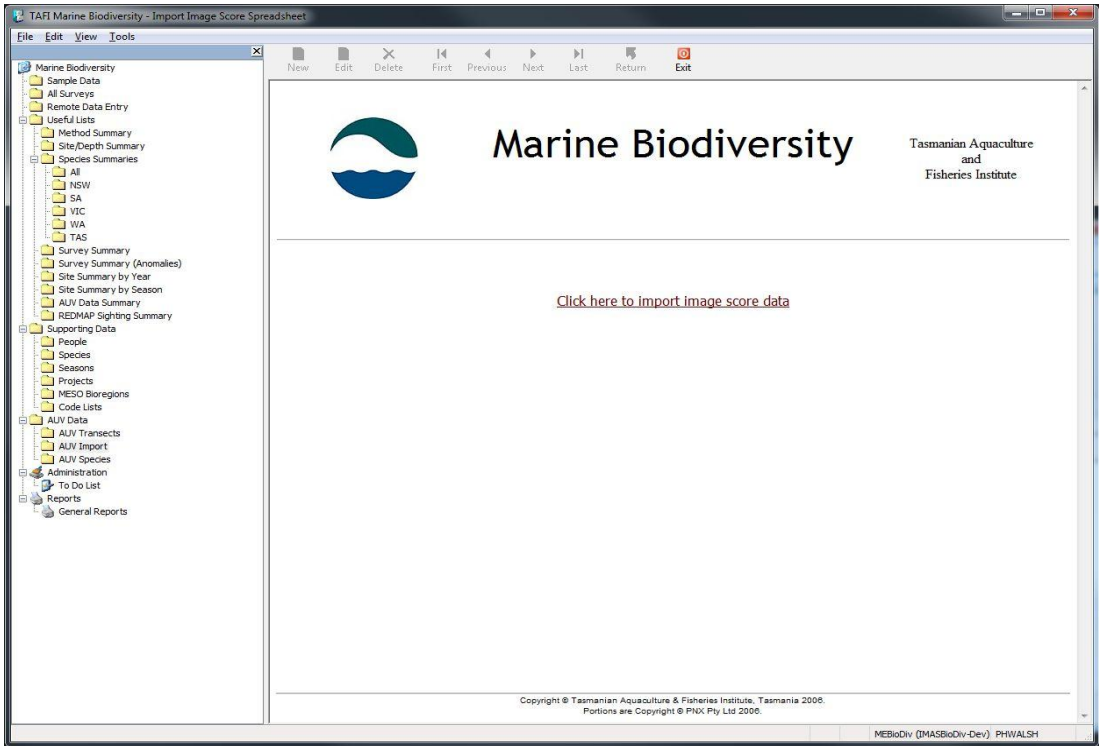 TAFI Marine Biodiversity - Import Image Score Spreadsheet
File Edit View Tools
New Edit Delete First Previous Next Last Return Exit
Marine Biodiversity
Sample Data
All Surveys
Remote Data Entry
Useful Lists
Method Summary
Site/Depth Summary
Species Summaries
All
NSW
SA
VIC
WA
TAS
Survey Summary
Survey Summary (Anomalies)
Site Summary by Year
Site Summary by Season
AUV Data Summary
REDMAP Sighting Summary
Supporting Data
People
Species
Seasons
Projects
MESO Bioregions
Code Lists
AUV Data
AUV Transects
AUV Import
AUV Species
Administration
To Do List
Reports
General Reports
Marine Biodiversity
Tasmanian Aquaculture
and
Fisheries Institute
Click here to import image score data
Copyright © Tasmanian Aquaculture & Fisheries Institute, Tasmania 2006.
Portions are Copyright © PNX Pty Ltd 2006.
MEBioDiv (IMASBioDiv-Dev) PHWALSH